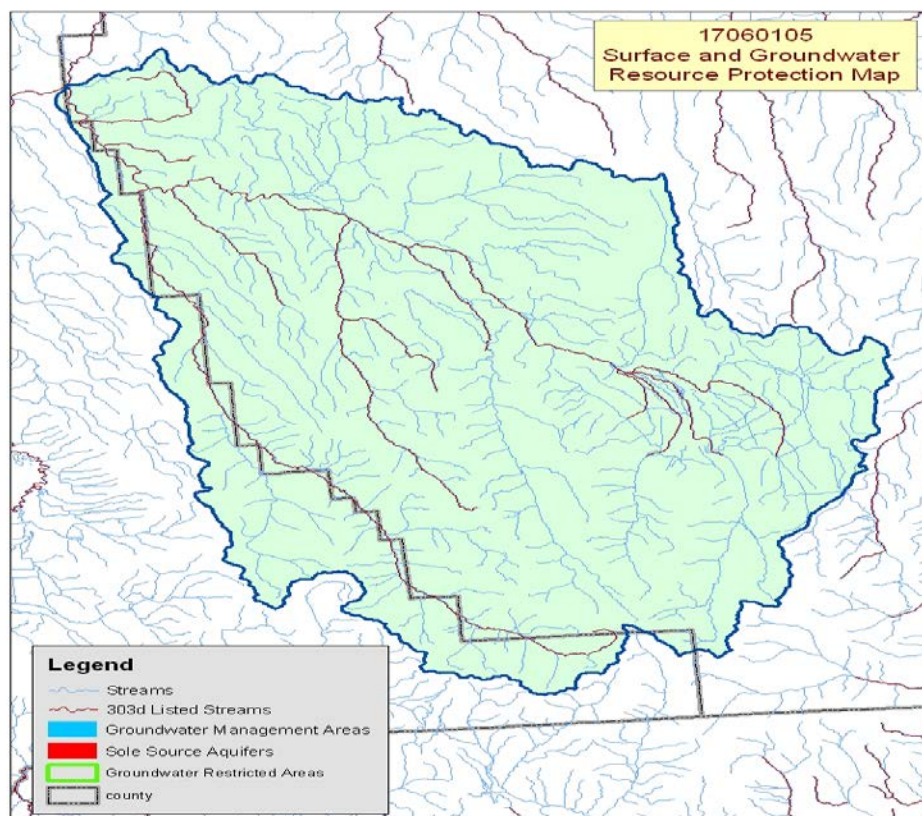 17060105
Surface and Groundwater
Resource Protection Map
Legend
Streams
303d Listed Streams
Groundwater Management Areas
Sole Source Aquifers
Groundwater Restricted Areas
county